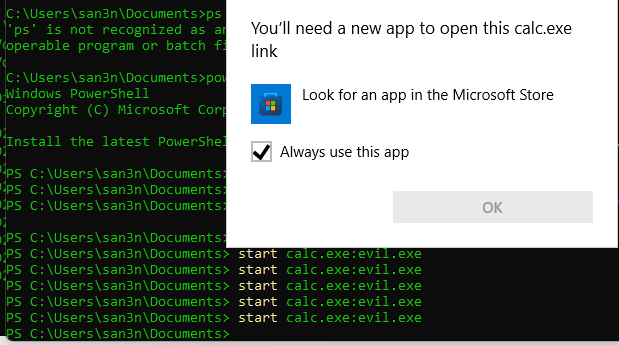 C:\Users\san3n\Documents>ps
'ps' is not recognized as an
operable program or batch fi
C:\Users\san3n\Documents>pow
Windows PowerShell
Copyright (C) Microsoft Corp
Install the latest PowerShel
PS C:\Users\san3n\Documents>
PS C:\Users\san3n\Documents>
PS C:\Users\san3n\Documents>
PS C:\Users\san3n\Documents>
PS C:\Users\san3n\Documents> start calc.exe:evil.exe
PS C:\Users\san3n\Documents> start calc.exe:evil.exe
PS C:\Users\san3n\Documents> start calc.exe:evil.exe
PS C:\Users\san3n\Documents> start calc.exe:evil.exe
PS C:\Users\san3n\Documents> start calc.exe:evil.exe
PS C:\Users\san3n\Documents>
You’ll need a new app to open this calc.exe
link
Look for an app in the Microsoft Store
Always use this app
OK